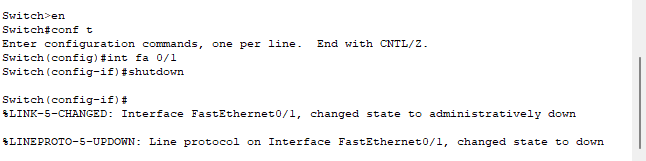 Switch>en
Switch#conf t
Enter configuration commands, one per line.  End with CNTL/Z.
Switch(config)#int fa 0/1
Switch(config-if)#shutdown
Switch(config-if)#
%LINK-5-CHANGED: Interface FastEthernet0/1, changed state to administratively down
%LINEPROTO-5-UPDOWN: Line protocol on Interface FastEthernet0/1, changed state to down